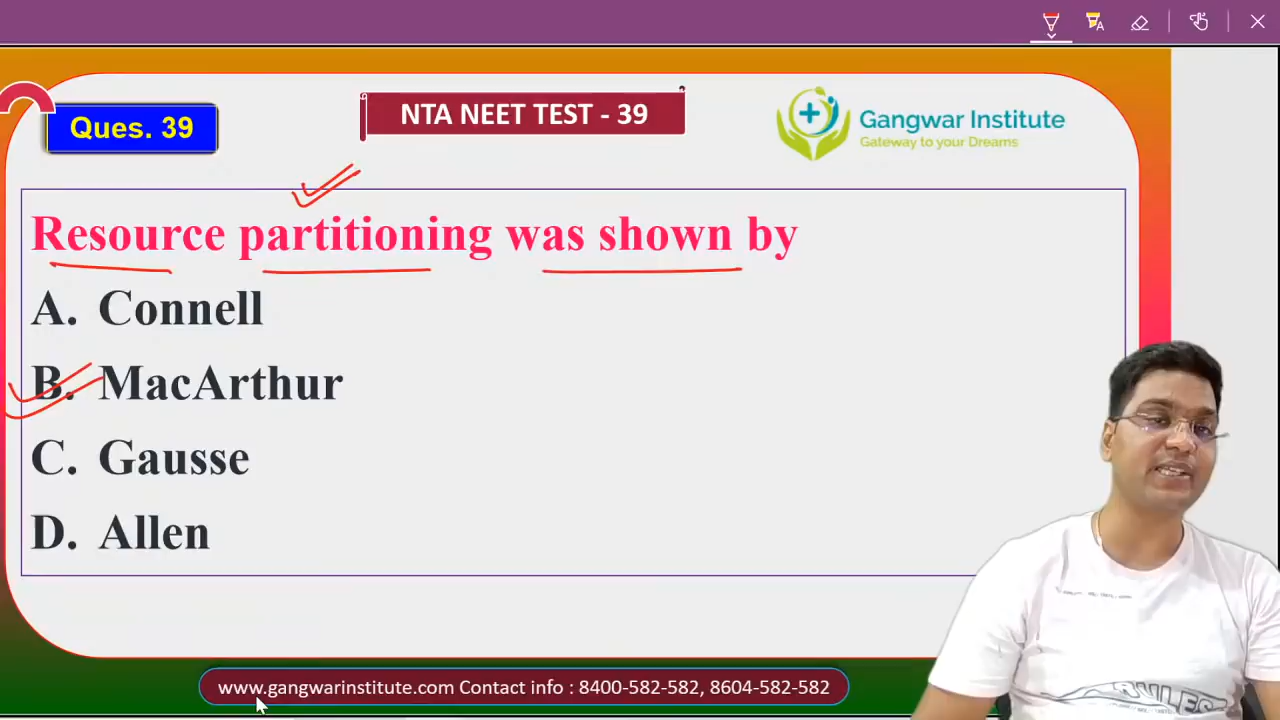 Ques. 39
NTA NEET TEST - 39
Gangwar Institute
Gateway to your Dreams
Resource partitioning was shown by
A. Connell
B. MacArthur
C. Gausse
D. Allen
www.gangwarinstitute.com Contact info : 8400-582-582, 8604-582-582